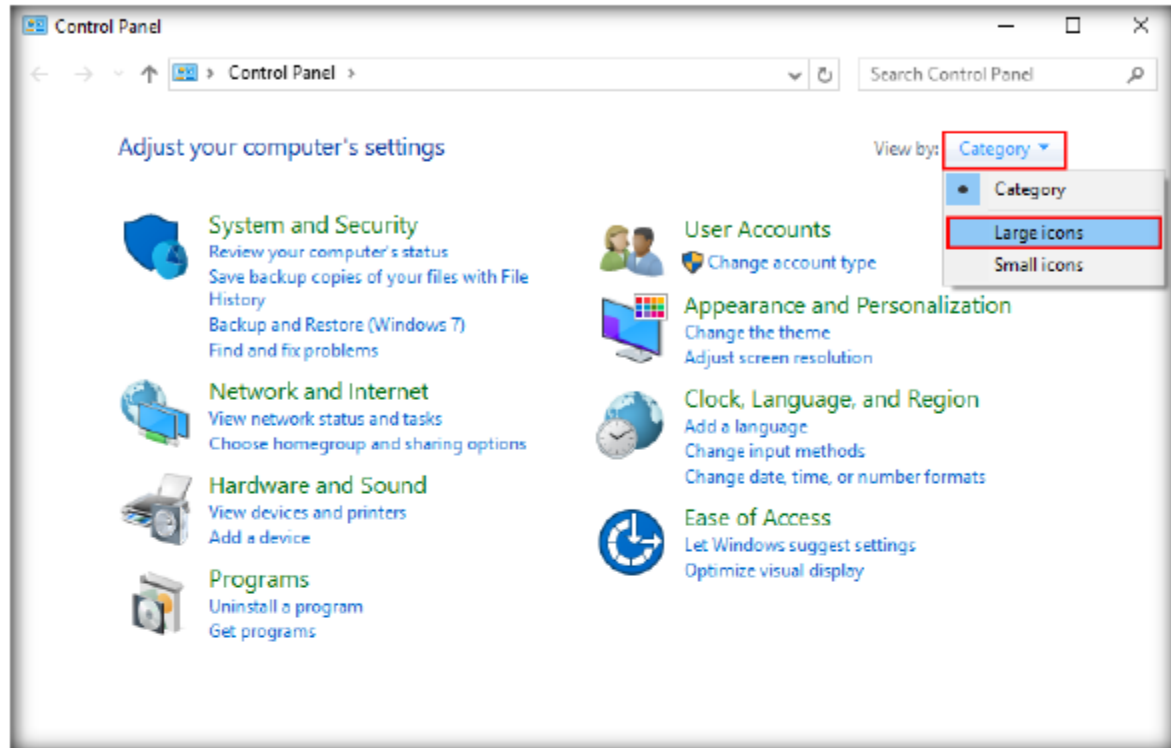 Control Panel
Control Panel
Search Control Panel
Adjust your computer's settings
View by: Category
Category
Large icons
Small icons
System and Security
Review your computer's status
Save backup copies of your files with File
History
Backup and Restore (Windows 7)
Find and fix problems
Network and Internet
View network status and tasks
Choose homegroup and sharing options
Hardware and Sound
View devices and printers
Add a device
Programs
Uninstall a program
Get programs
User Accounts
Change account type
Appearance and Personalization
Change the theme
Adjust screen resolution
Clock, Language, and Region
Add a language
Change input methods
Change date, time, or number formats
Ease of Access
Let Windows suggest settings
Optimize visual display